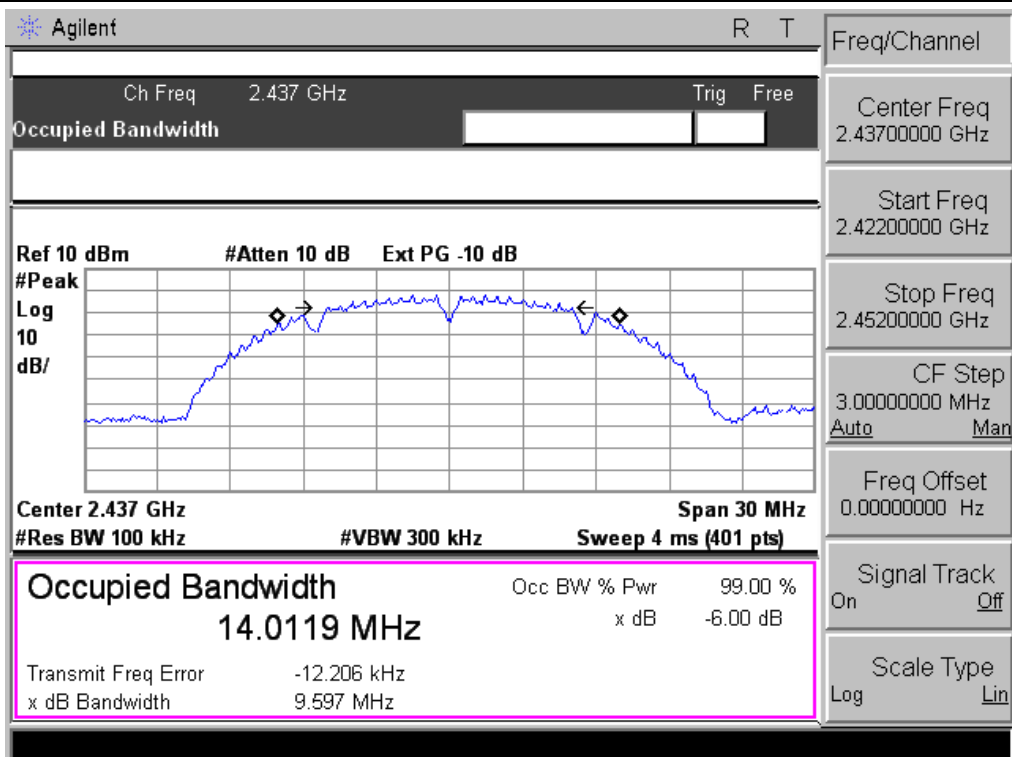 Agilent R T
Freq/Channel
Ch Freq 2.437 GHz Trig Free
Occupied Bandwidth
Center Freq
2.43700000 GHz
Start Freq
2.42200000 GHz
Stop Freq
2.45200000 GHz
CF Step
3.00000000 MHz
Auto Man
Freq Offset
0.00000000 Hz
Signal Track
On Off
Scale Type
Log Lin
Ref 10 dBm #Atten 10 dB Ext PG -10 dB
#Peak
Log
10
dB/
Center 2.437 GHz Span 30 MHz
#Res BW 100 kHz #VBW 300 kHz Sweep 4 ms (401 pts)
Occupied Bandwidth
14.0119 MHz
Occ BW % Pwr 99.00 %
x dB -6.00 dB
Transmit Freq Error -12.206 kHz
x dB Bandwidth 9.597 MHz